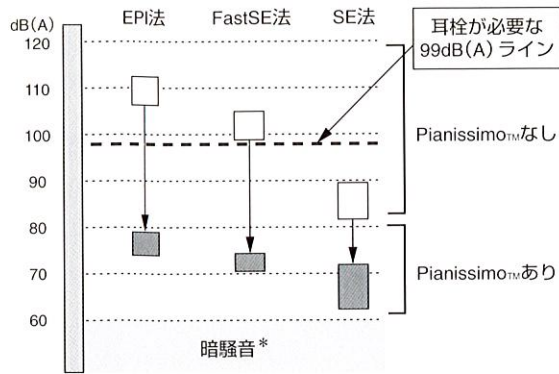 dB(A)
EPI法
FastSE法
SE法
耳栓が必要な
99dB(A)ライン
120
110
100
90
80
70
60
Pianissimo™なし
Pianissimo™あり
暗騒音*